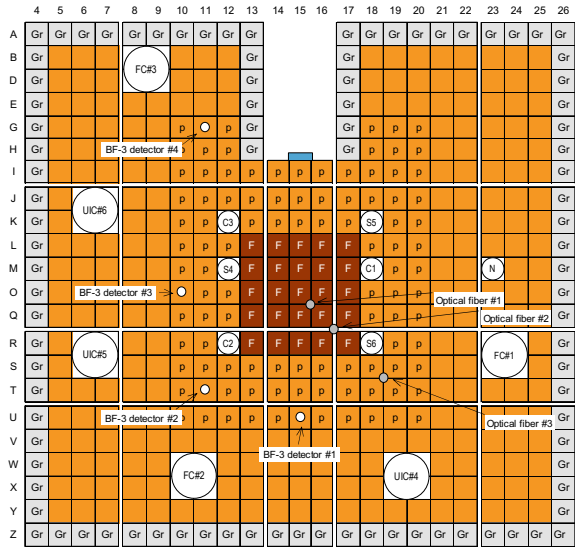 4 5 6 7 8 9 10 11 12 13 14 15 16 17 18 19 20 21 22 23 24 25 26
A Gr Gr Gr Gr Gr Gr Gr Gr Gr Gr Gr Gr Gr Gr Gr Gr Gr Gr Gr Gr
B Gr Gr Gr Gr
FC#3
D Gr Gr Gr Gr
E Gr Gr Gr Gr
G Gr p p Gr Gr p p p Gr
BF-3 detector #4
H Gr p p p Gr Gr p p p Gr
I Gr p p p p p p p p p p p Gr
J Gr p p p p p p p p p p p Gr
UIC#6
K Gr p p C3 p p p p p S5 p p Gr
L Gr p p p F F F F F p p p Gr
M Gr p p S4 F F F F F C1 p p N Gr
O Gr p p F F F F F p p p Gr
BF-3 detector #3
Optical fiber #1
Q Gr p p p F F F F F p p p Gr
Optical fiber #2
R Gr p p C2 F F F F F S6 p p Gr
UIC#5
FC#1
S Gr p p p p p p p p p p p Gr
T Gr p p p p p p p p p p Gr
U Gr p p p p p p p p p p Gr
BF-3 detector #2
Optical fiber #3
V Gr Gr
BF-3 detector #1
W Gr Gr
FC#2
UIC#4
X Gr Gr
Y Gr Gr
Z Gr Gr Gr Gr Gr Gr Gr Gr Gr Gr Gr Gr Gr Gr Gr Gr Gr Gr Gr Gr Gr Gr Gr